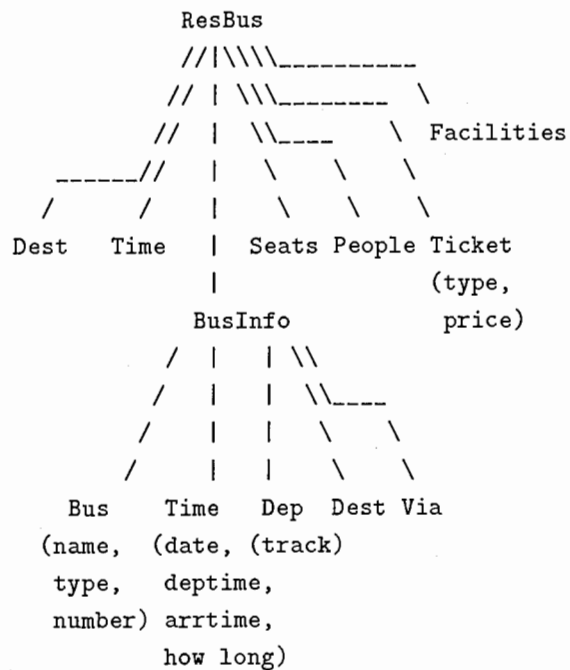 ResBus
Facilities
Dest Time Seats People Ticket
(type,
BusInfo price)
Bus Time Dep Dest Via
(name, (date, (track)
type, deptime,
number) arrtime,
how long)